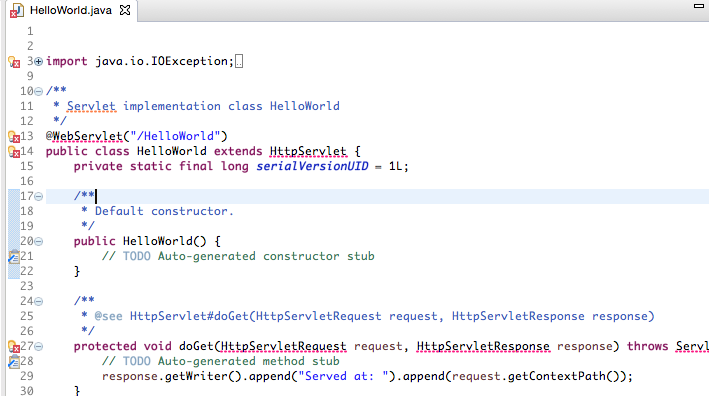 HelloWorld.java
1
2
3 import java.io.IOException;
9
10 /**
11  * Servlet implementation class HelloWorld
12  */
13 @WebServlet("/HelloWorld")
14 public class HelloWorld extends HttpServlet {
15     private static final long serialVersionUID = 1L;
16
17     /**
18      * Default constructor.
19      */
20     public HelloWorld() {
21         // TODO Auto-generated constructor stub
22     }
23
24     /**
25      * @see HttpServlet#doGet(HttpServletRequest request, HttpServletResponse response)
26      */
27     protected void doGet(HttpServletRequest request, HttpServletResponse response) throws Servl
28         // TODO Auto-generated method stub
29         response.getWriter().append("Served at: ").append(request.getContextPath());
30     }